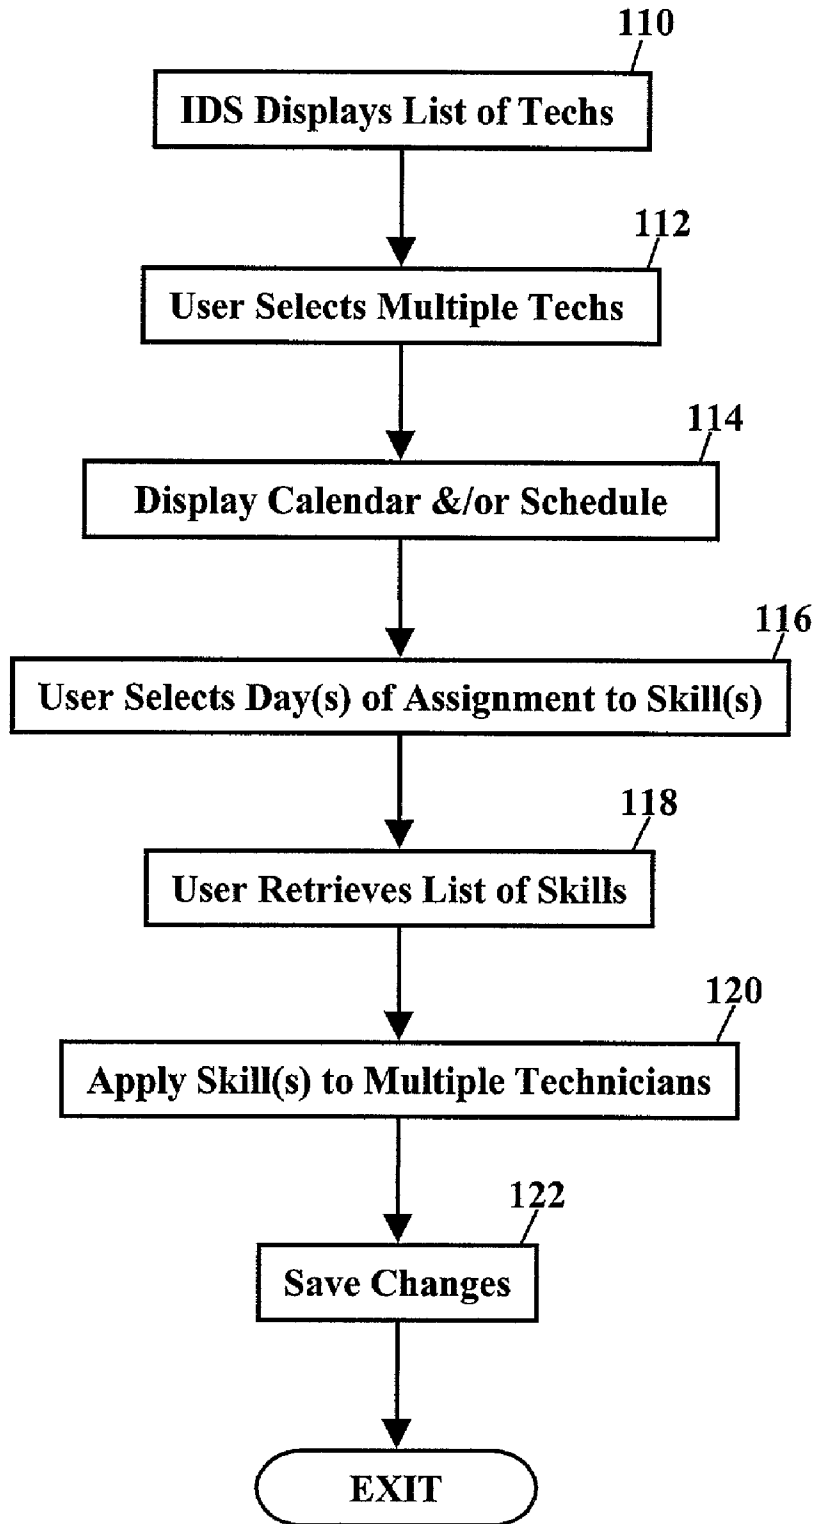 110
IDS Displays List of Techs
112
User Selects Multiple Techs
114
Display Calendar &/or Schedule
116
User Selects Day(s) of Assignment to Skill(s)
118
User Retrieves List of Skills
120
Apply Skill(s) to Multiple Technicians
122
Save Changes
EXIT